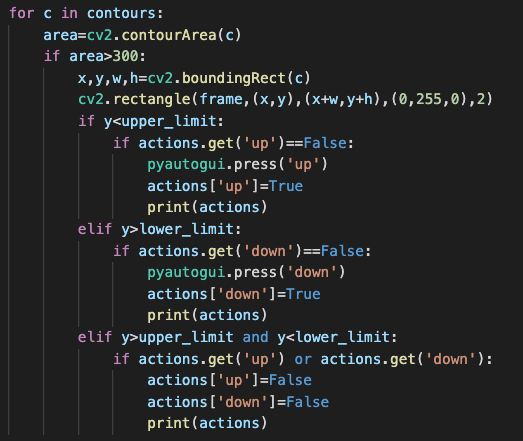 for c in contours:
    area=cv2.contourArea(c)
    if area>300:
        x,y,w,h=cv2.boundingRect(c)
        cv2.rectangle(frame,(x,y),(x+w,y+h),(0,255,0),2)
        if y<upper_limit:
            if actions.get('up')==False:
                pyautogui.press('up')
                actions['up']=True
                print(actions)
        elif y>lower_limit:
            if actions.get('down')==False:
                pyautogui.press('down')
                actions['down']=True
                print(actions)
        elif y>upper_limit and y<lower_limit:
            if actions.get('up') or actions.get('down'):
                actions['up']=False
                actions['down']=False
                print(actions)